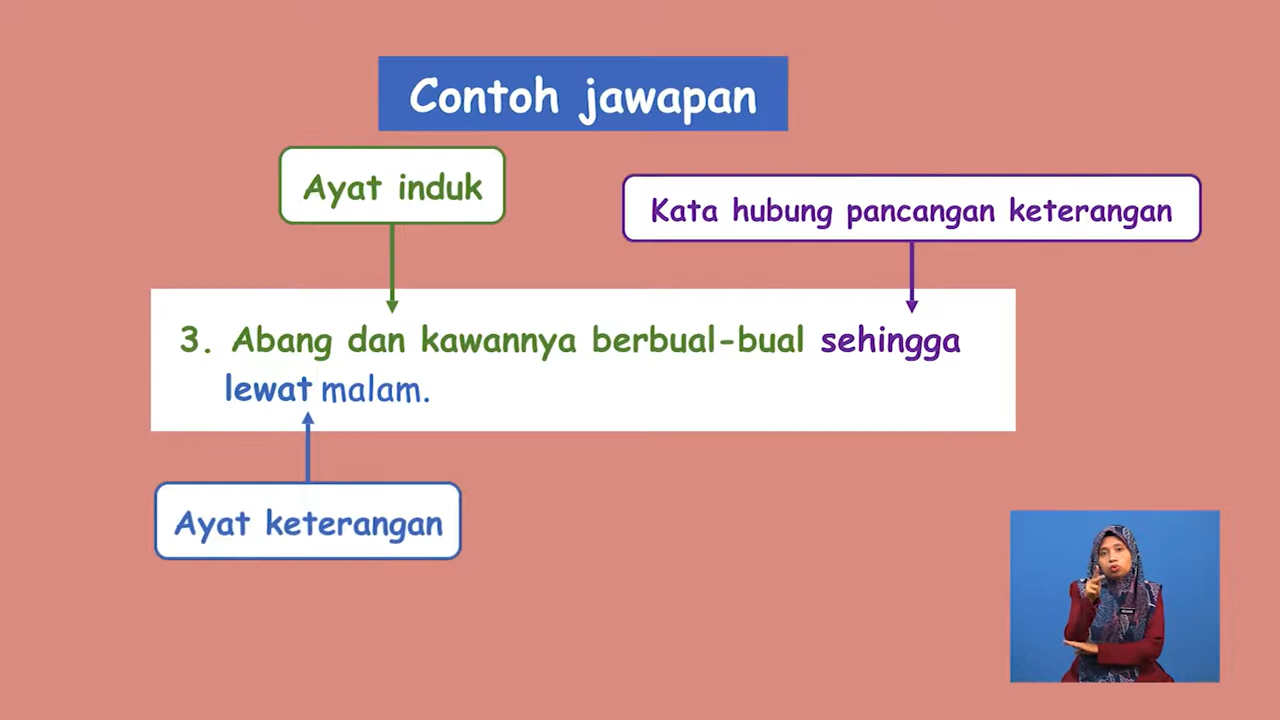 Contoh jawapan
Ayat induk
Kata hubung pancangan keterangan
3. Abang dan kawannya berbual-bual sehingga
lewat malam.
Ayat keterangan